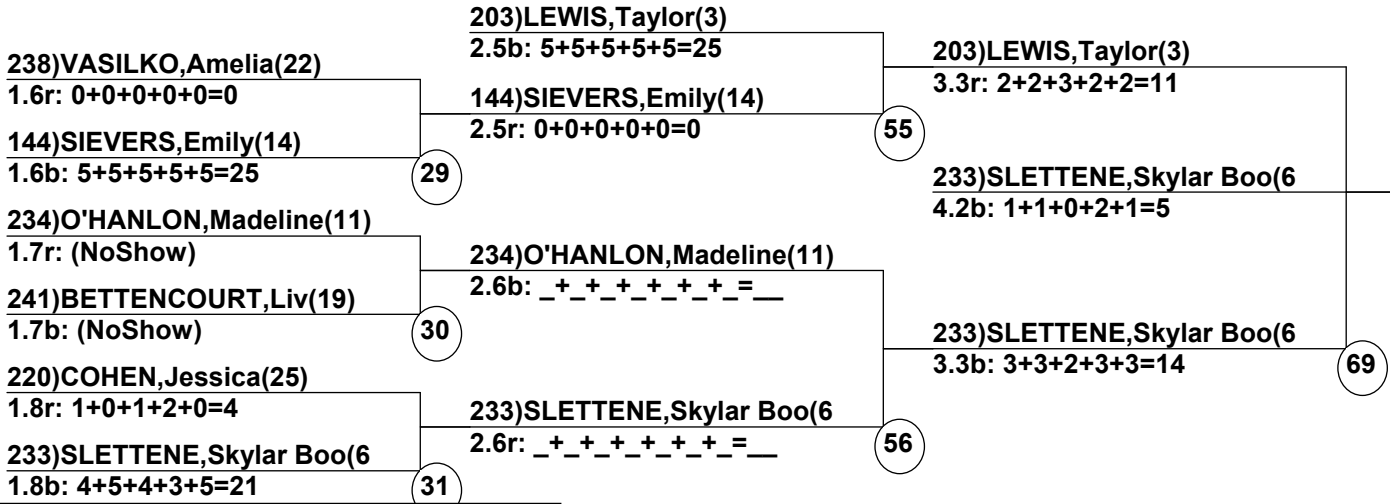 238)VASILKO,Amelia(22)
1.6r: 0+0+0+0+0=0
144)SIEVERS,Emily(14)
1.6b: 5+5+5+5+5=25
29
234)O'HANLON,Madeline(11)
1.7r: (NoShow)
241)BETTENCOURT,Liv(19)
1.7b: (NoShow)
30
220)COHEN,Jessica(25)
1.8r: 1+0+1+2+0=4
233)SLETTENE,Skylar Boo(6
1.8b: 4+5+4+3+5=21
31
203)LEWIS,Taylor(3)
2.5b: 5+5+5+5+5=25
144)SIEVERS,Emily(14)
2.5r: 0+0+0+0+0=0
55
234)O'HANLON,Madeline(11)
2.6b: _+_+_+_+_+_+_=__
233)SLETTENE,Skylar Boo(6
2.6r: _+_+_+_+_+_+_=__
56
203)LEWIS,Taylor(3)
3.3r: 2+2+3+2+2=11
233)SLETTENE,Skylar Boo(6
4.2b: 1+1+0+2+1=5
233)SLETTENE,Skylar Boo(6
3.3b: 3+3+2+3+3=14
69